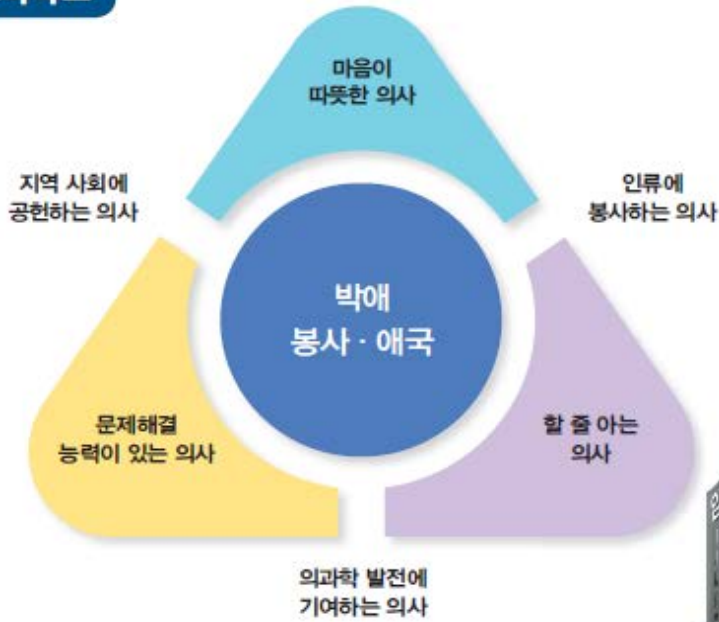 마음이
따뜻한 의사
지역 사회에
공헌하는 의사
인류에
봉사하는 의사
박애
봉사 · 애국
문제해결
능력이 있는 의사
할 줄 아는
의사
의과학 발전에
기여하는 의사